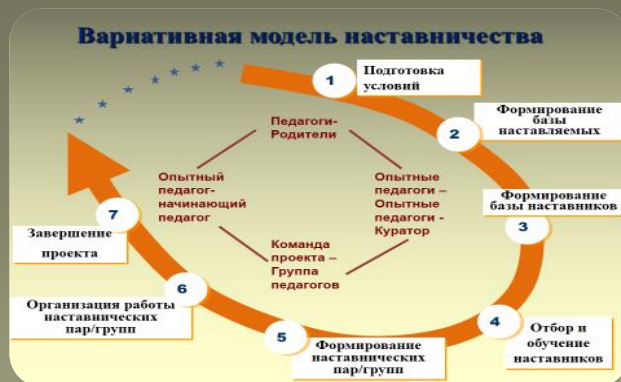 Вариативная модель наставничества
1
Подготовка
условий
2
Формирование
базы
наставляемых
Формирование
базы наставников
3
4
Отбор и
обучение
наставников
5
Формирование
наставнических
пар/групп
6
Организация работы
наставнических
пар/групп
7
Завершение
проекта
Педагоги-
Родители
Опытный
педагог-
начинающий
педагог
Опытные
педагоги –
Опытные
педагоги -
Куратор
Команда
проекта –
Группа
педагогов